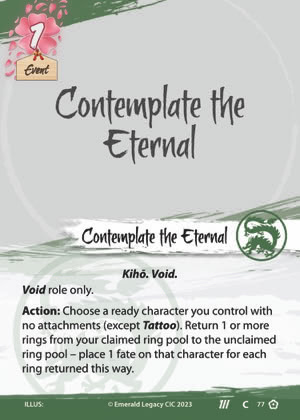 1
Event
Contemplate the
Eternal
Contemplate the Eternal
Kihō. Void.
Void role only.
Action: Choose a ready character you control with
no attachments (except Tattoo). Return 1 or more
rings from your claimed ring pool to the unclaimed
ring pool – place 1 fate on that character for each
ring returned this way.
ILLUS: © Emerald Legacy CIC 2023 C 77